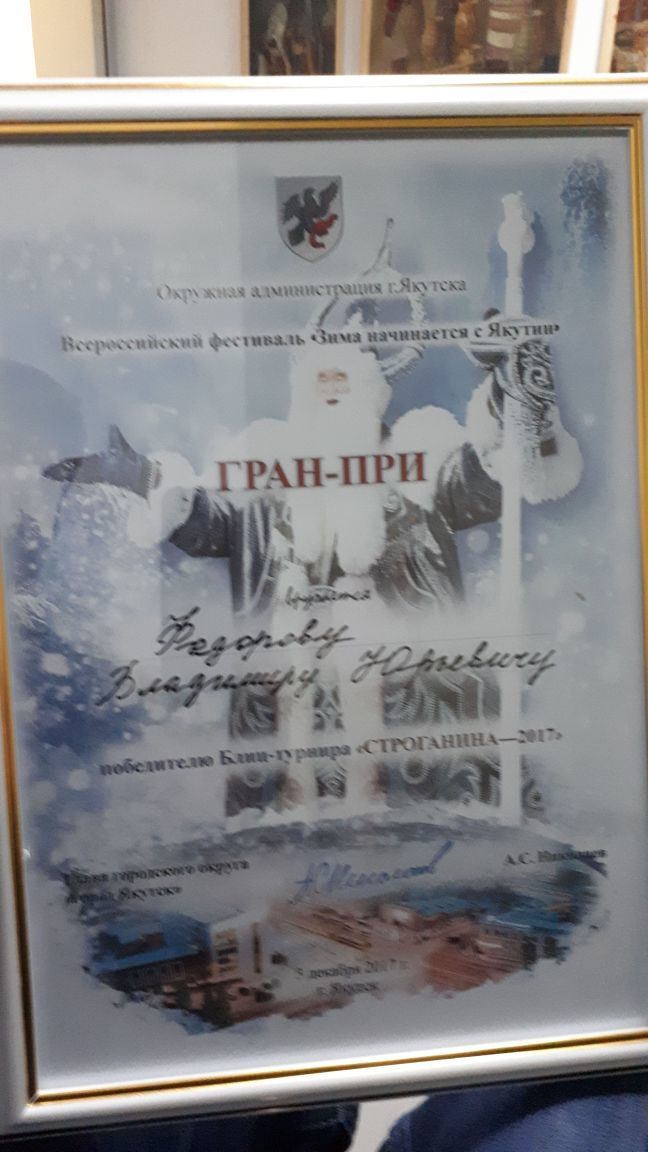 Окружная администрация г.Якутска
Всероссийский фестиваль «Зима начинается с Якутии»
ГРАН-ПРИ
вручается
Федорову
Владимиру Юрьевичу
победителю Блиц-турнира «СТРОГАНИНА—2017»
Глава городского округа
«город Якутск»
А.С. Николаев
5 декабря 2017 г.
г. Якутск